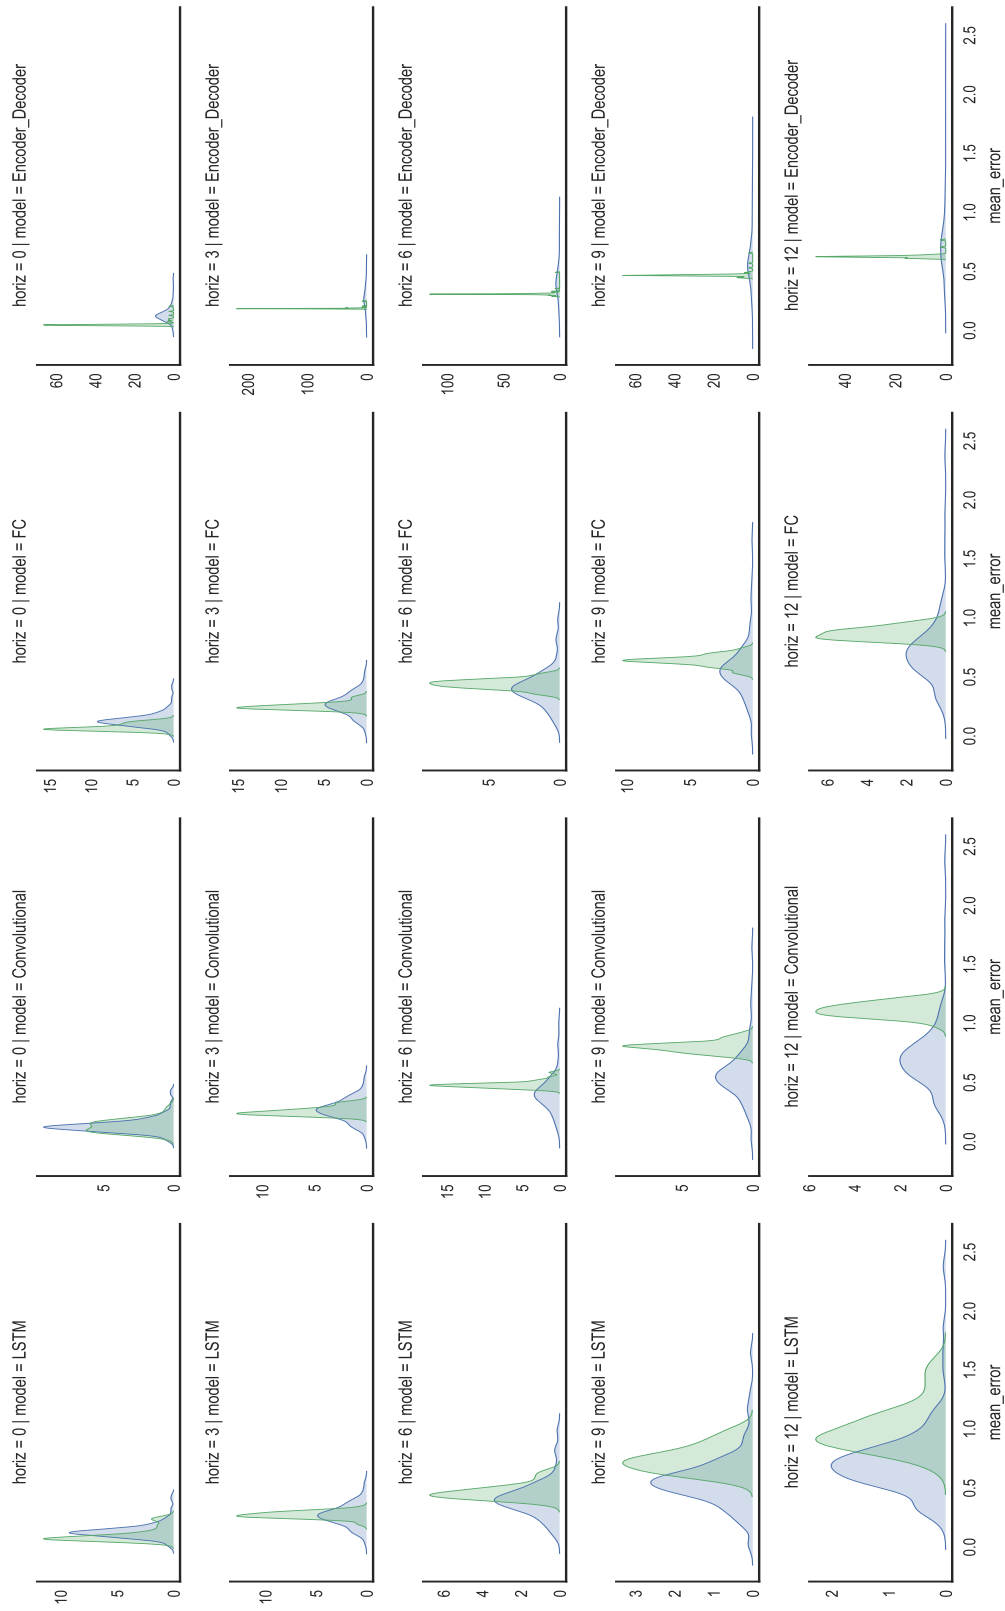 horiz = 0 | model = LSTM
10
5
0
horiz = 0 | model = Convolutional
5
0
horiz = 0 | model = FC
15
10
5
0
horiz = 0 | model = Encoder_Decoder
60
40
20
0
horiz = 3 | model = LSTM
10
5
0
horiz = 3 | model = Convolutional
10
5
0
horiz = 3 | model = FC
15
10
5
0
horiz = 3 | model = Encoder_Decoder
200
100
0
horiz = 6 | model = LSTM
6
4
2
0
horiz = 6 | model = Convolutional
15
10
5
0
horiz = 6 | model = FC
5
0
horiz = 6 | model = Encoder_Decoder
100
50
0
horiz = 9 | model = LSTM
3
2
1
0
horiz = 9 | model = Convolutional
5
0
horiz = 9 | model = FC
10
5
0
horiz = 9 | model = Encoder_Decoder
60
40
20
0
horiz = 12 | model = LSTM
2
1
0
0.0 0.5 1.0 1.5 2.0 2.5
mean_error
horiz = 12 | model = Convolutional
6
4
2
0
0.0 0.5 1.0 1.5 2.0 2.5
mean_error
horiz = 12 | model = FC
6
4
2
0
0.0 0.5 1.0 1.5 2.0 2.5
mean_error
horiz = 12 | model = Encoder_Decoder
40
20
0
0.0 0.5 1.0 1.5 2.0 2.5
mean_error